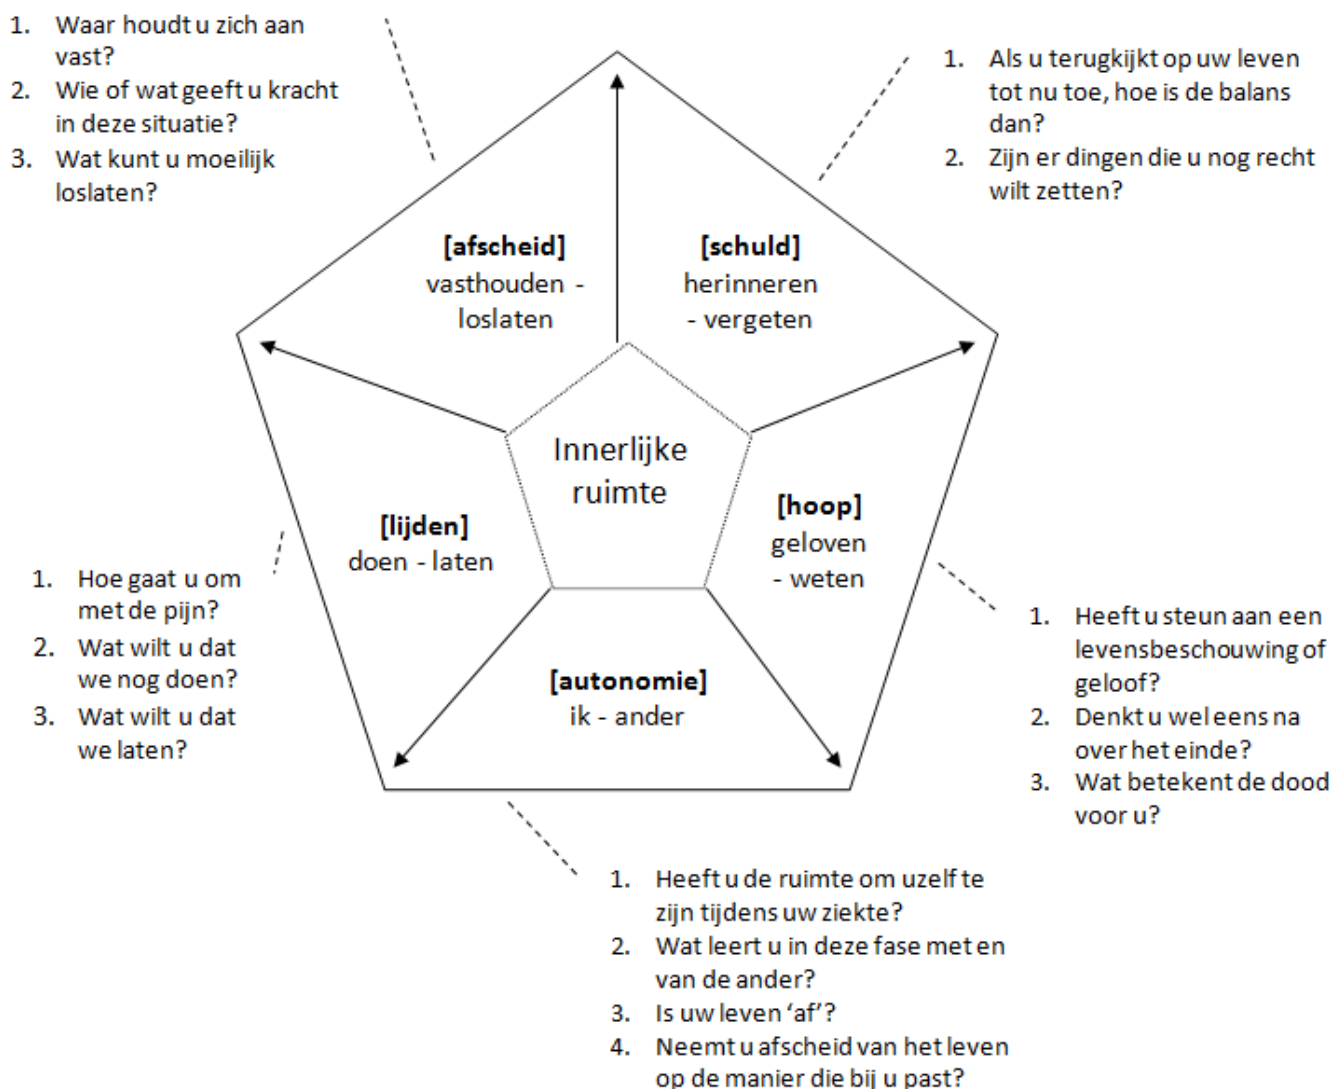 1. Waar houdt u zich aan
vast?
2. Wie of wat geeft u kracht
in deze situatie?
3. Wat kunt u moeilijk
loslaten?
1. Als u terugkijkt op uw leven
tot nu toe, hoe is de balans
dan?
2. Zijn er dingen die u nog recht
wilt zetten?
[afscheid]
vasthouden -
loslaten
[schuld]
herinneren
- vergeten
Innerlijke
ruimte
[lijden]
doen - laten
[hoop]
geloven
- weten
[autonomie]
ik - ander
1. Hoe gaat u om
met de pijn?
2. Wat wilt u dat
we nog doen?
3. Wat wilt u dat
we laten?
1. Heeft u steun aan een
levensbeschouwing of
geloof?
2. Denkt u wel eens na
over het einde?
3. Wat betekent de dood
voor u?
1. Heeft u de ruimte om uzelf te
zijn tijdens uw ziekte?
2. Wat leert u in deze fase met en
van de ander?
3. Is uw leven ‘af’?
4. Neemt u afscheid van het leven
op de manier die bij u past?